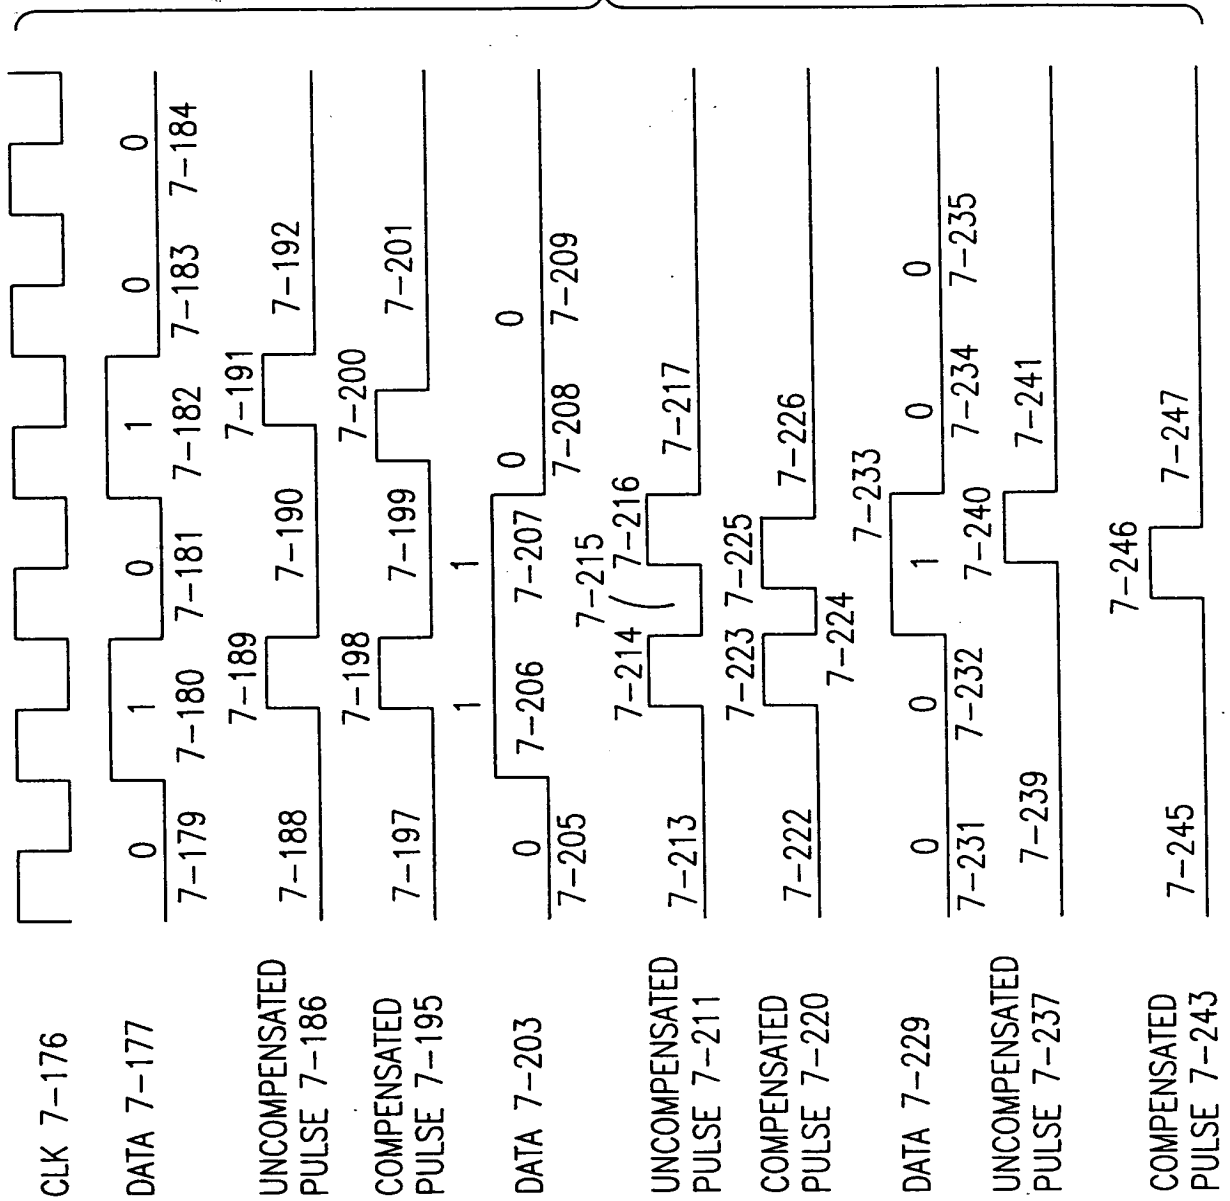 CLK 7-176
DATA 7-177
0 1 0 1 0 0
7-179 7-180 7-181 7-182 7-183 7-184
UNCOMPENSATED
PULSE 7-186
7-188 7-189 7-190 7-191 7-192
COMPENSATED
PULSE 7-195
7-197 7-198 7-199 7-200 7-201
DATA 7-203
0 1 1 0 0
7-205 7-206 7-207 7-208 7-209
UNCOMPENSATED
PULSE 7-211
7-213 7-214 7-215 7-216 7-217
COMPENSATED
PULSE 7-220
7-222 7-223 7-224 7-225 7-226
DATA 7-229
0 0 1 0 0
7-231 7-232 7-233 7-234 7-235
UNCOMPENSATED
PULSE 7-237
7-239 7-240 7-241
COMPENSATED
PULSE 7-243
7-245 7-246 7-247